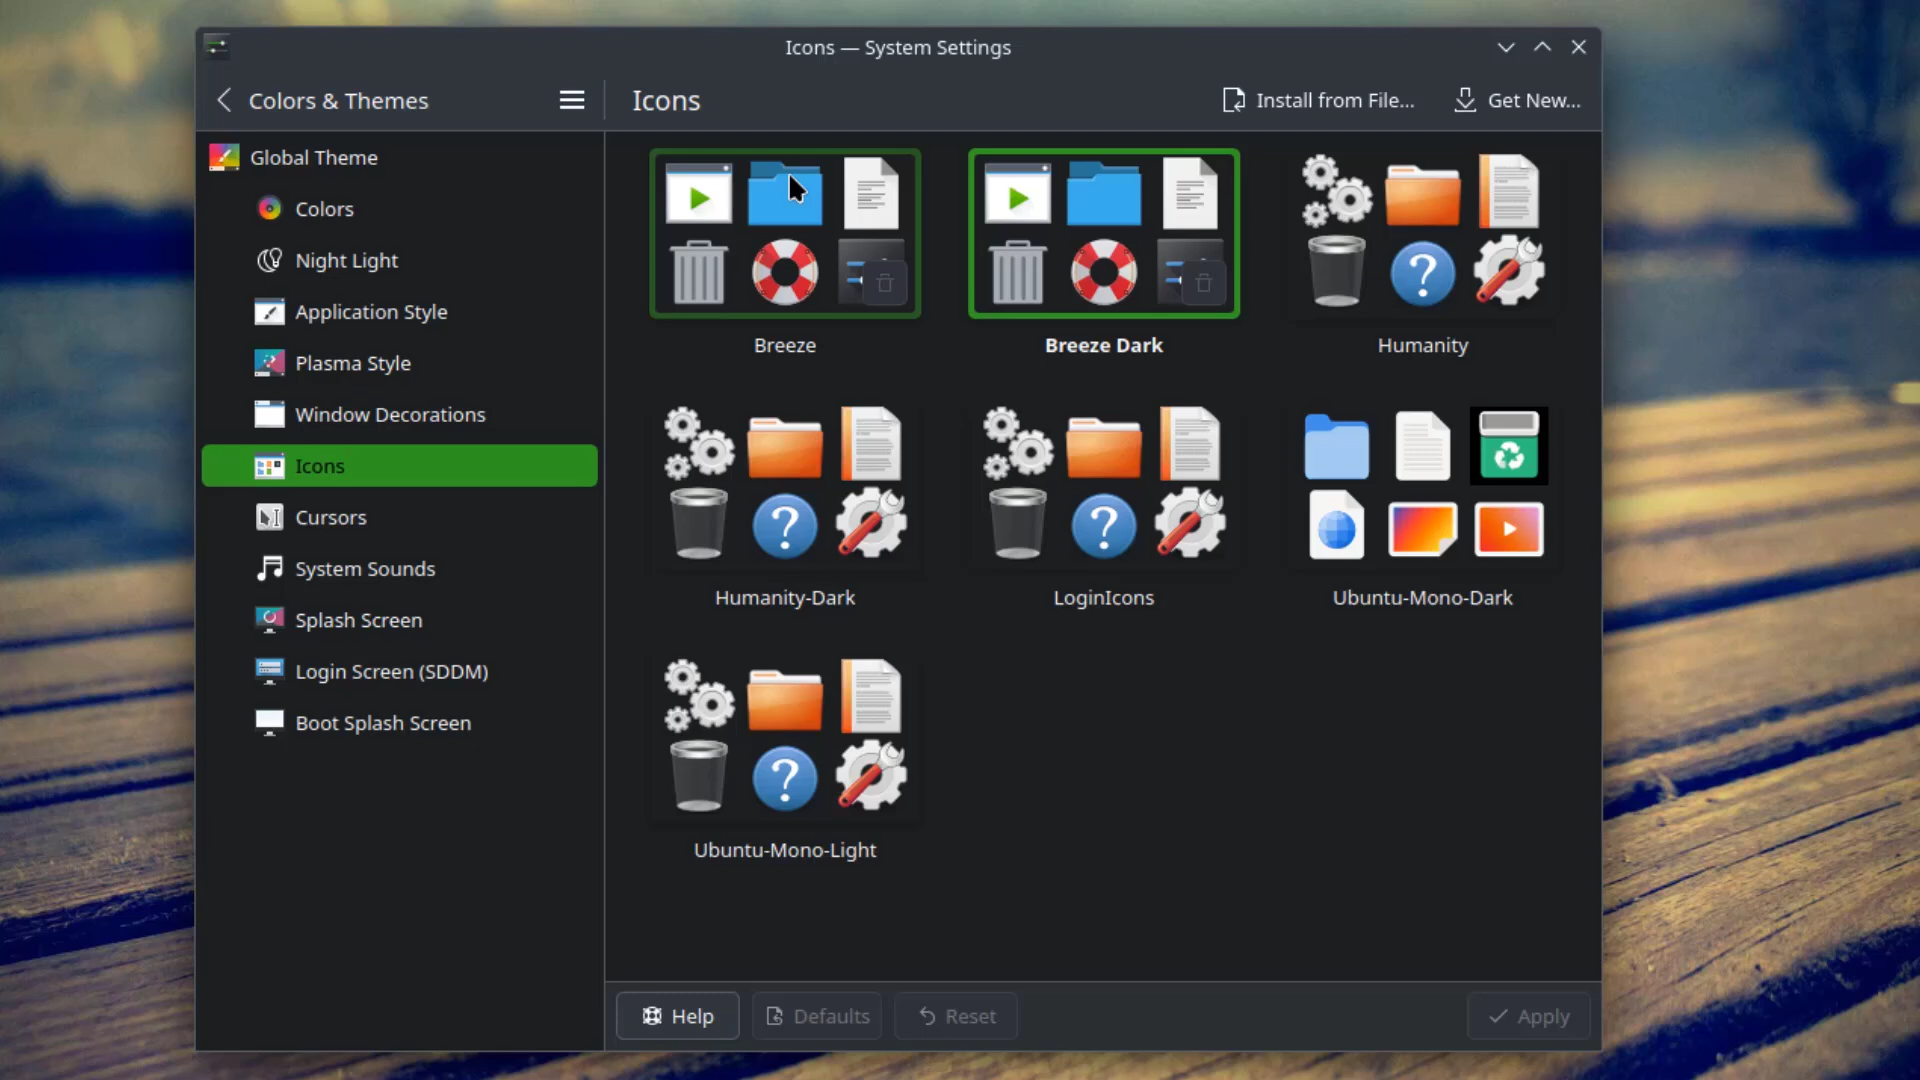 Icons — System Settings
Colors & Themes
Icons
Install from File...
Get New...
Global Theme
Colors
Night Light
Application Style
Plasma Style
Window Decorations
Icons
Cursors
System Sounds
Splash Screen
Login Screen (SDDM)
Boot Splash Screen
Breeze
Breeze Dark
Humanity
Humanity-Dark
LoginIcons
Ubuntu-Mono-Dark
Ubuntu-Mono-Light
Help
Defaults
Reset
Apply